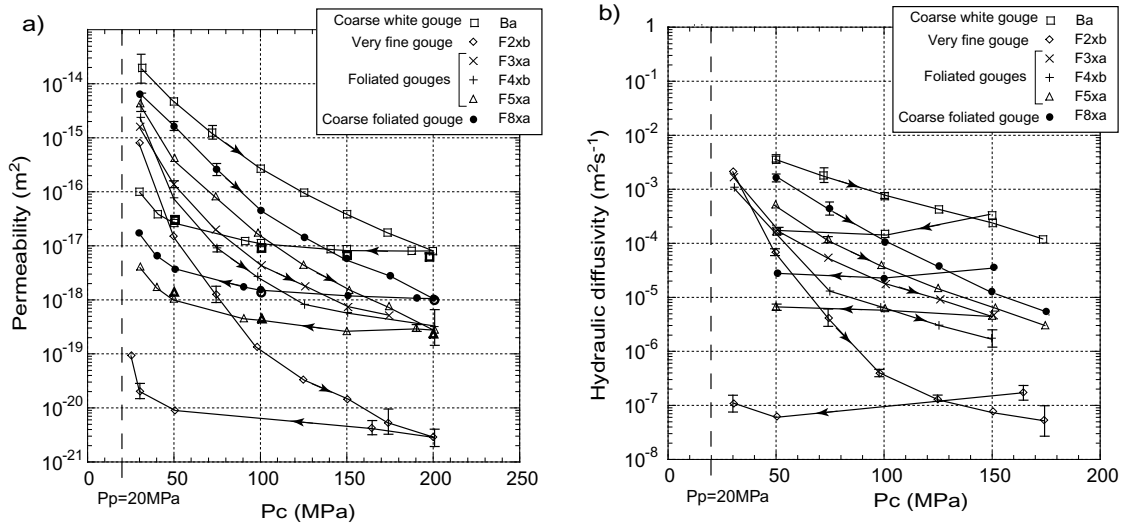 a)
Coarse white gouge Ba
Very fine gouge F2xb
F3xa
Foliated gouges F4xb
F5xa
Coarse foliated gouge F8xa
Permeability (m²)
10⁻¹⁴
10⁻¹⁵
10⁻¹⁶
10⁻¹⁷
10⁻¹⁸
10⁻¹⁹
10⁻²⁰
10⁻²¹
0 50 100 150 200 250
Pp=20MPa
Pc (MPa)
b)
Coarse white gouge Ba
Very fine gouge F2xb
F3xa
Foliated gouges F4xb
F5xa
Coarse foliated gouge F8xa
Hydraulic diffusivity (m²s⁻¹)
1
10⁻¹
10⁻²
10⁻³
10⁻⁴
10⁻⁵
10⁻⁶
10⁻⁷
10⁻⁸
0 50 100 150 200
Pp=20MPa
Pc (MPa)